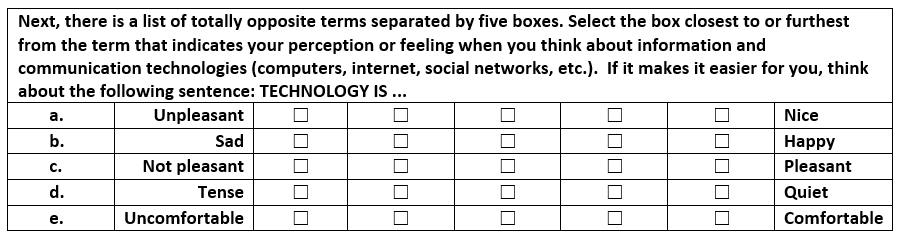 Next, there is a list of totally opposite terms separated by five boxes. Select the box closest to or furthest
from the term that indicates your perception or feeling when you think about information and
communication technologies (computers, internet, social networks, etc.).  If it makes it easier for you, think
about the following sentence: TECHNOLOGY IS ...
a. Unpleasant ☐ ☐ ☐ ☐ ☐ Nice
b. Sad ☐ ☐ ☐ ☐ ☐ Happy
c. Not pleasant ☐ ☐ ☐ ☐ ☐ Pleasant
d. Tense ☐ ☐ ☐ ☐ ☐ Quiet
e. Uncomfortable ☐ ☐ ☐ ☐ ☐ Comfortable